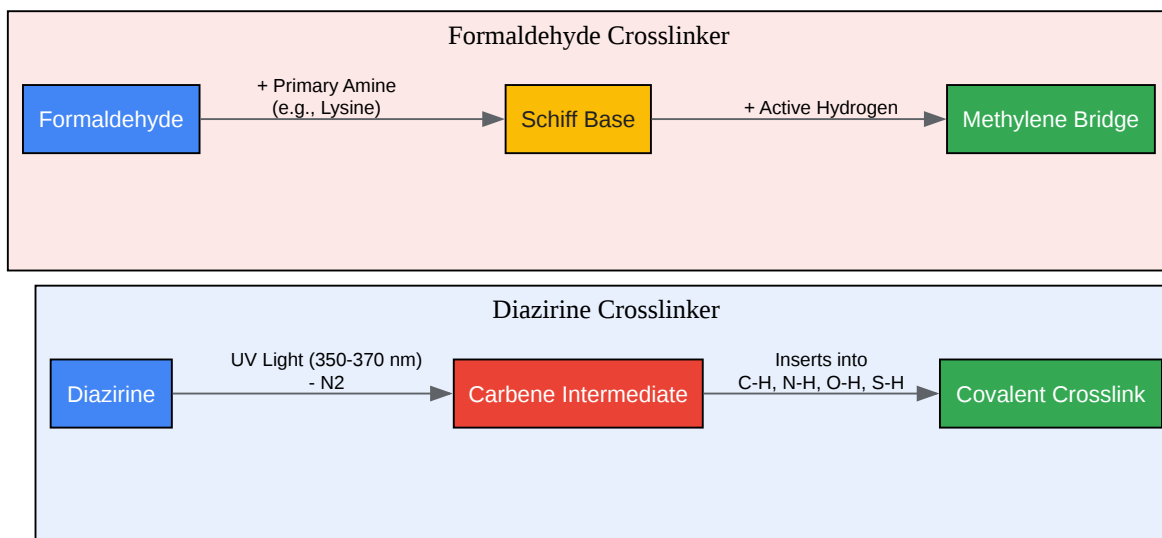 Formaldehyde Crosslinker
+ Primary Amine
(e.g., Lysine)
Formaldehyde
Schiff Base
+ Active Hydrogen
Methylene Bridge
Diazirine Crosslinker
UV Light (350-370 nm)
- N2
Diazirine
Carbene Intermediate
Inserts into
C-H, N-H, O-H, S-H
Covalent Crosslink